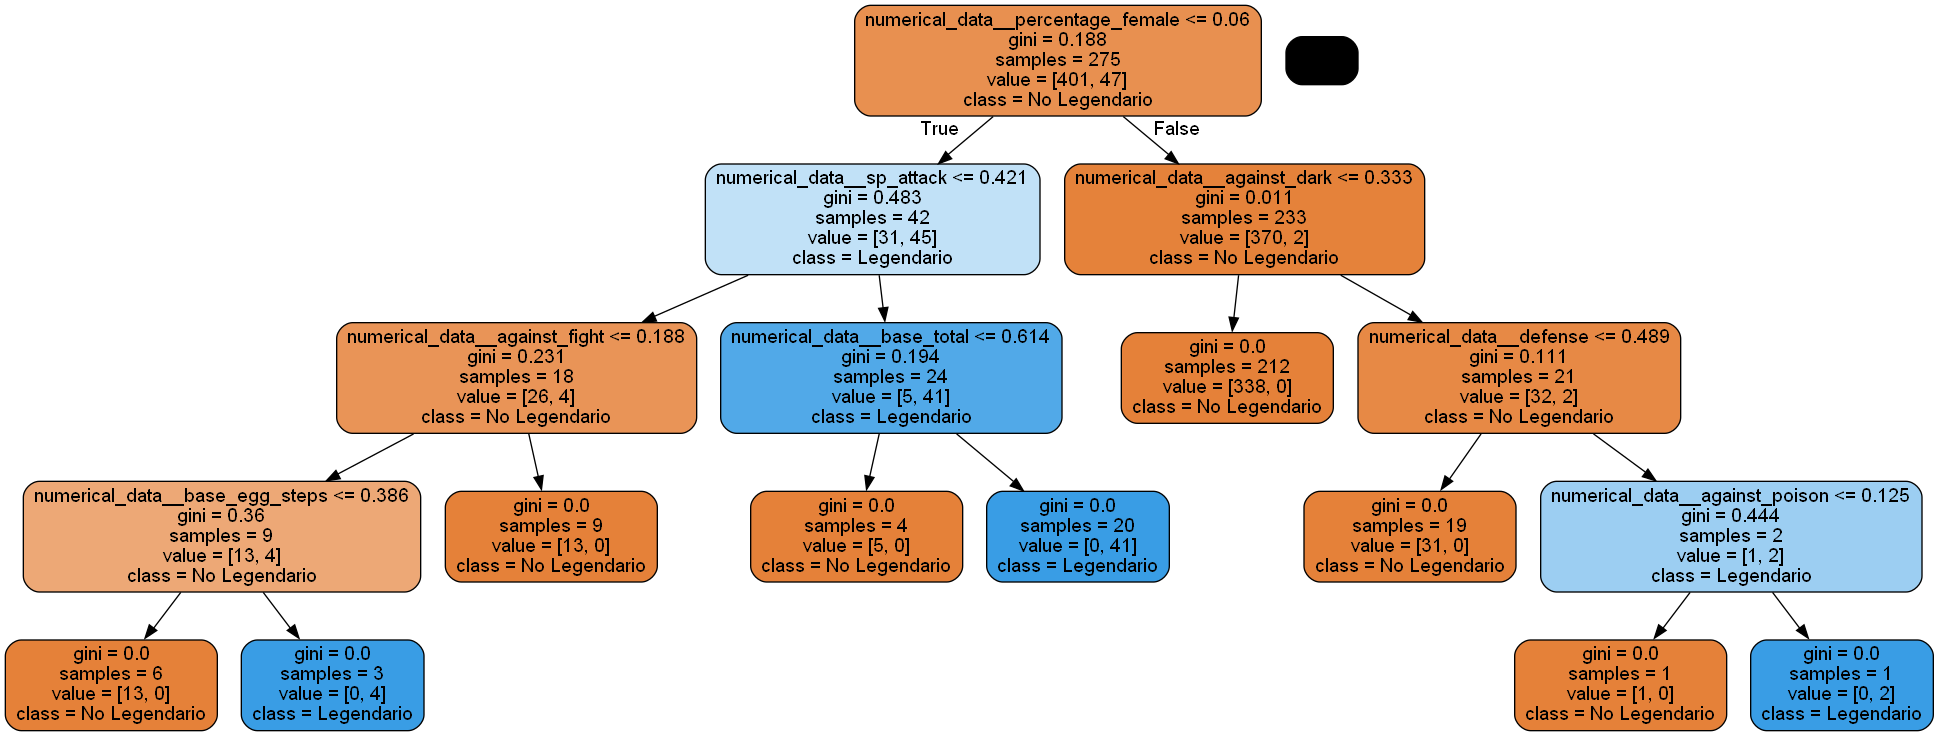 numerical_data__percentage_female <= 0.06
gini = 0.188
samples = 275
value = [401, 47]
class = No Legendario
True
False
numerical_data__sp_attack <= 0.421
gini = 0.483
samples = 42
value = [31, 45]
class = Legendario
numerical_data__against_dark <= 0.333
gini = 0.011
samples = 233
value = [370, 2]
class = No Legendario
numerical_data__against_fight <= 0.188
gini = 0.231
samples = 18
value = [26, 4]
class = No Legendario
numerical_data__base_total <= 0.614
gini = 0.194
samples = 24
value = [5, 41]
class = Legendario
gini = 0.0
samples = 212
value = [338, 0]
class = No Legendario
numerical_data__defense <= 0.489
gini = 0.111
samples = 21
value = [32, 2]
class = No Legendario
numerical_data__base_egg_steps <= 0.386
gini = 0.36
samples = 9
value = [13, 4]
class = No Legendario
gini = 0.0
samples = 9
value = [13, 0]
class = No Legendario
gini = 0.0
samples = 4
value = [5, 0]
class = No Legendario
gini = 0.0
samples = 20
value = [0, 41]
class = Legendario
gini = 0.0
samples = 19
value = [31, 0]
class = No Legendario
numerical_data__against_poison <= 0.125
gini = 0.444
samples = 2
value = [1, 2]
class = Legendario
gini = 0.0
samples = 6
value = [13, 0]
class = No Legendario
gini = 0.0
samples = 3
value = [0, 4]
class = Legendario
gini = 0.0
samples = 1
value = [1, 0]
class = No Legendario
gini = 0.0
samples = 1
value = [0, 2]
class = Legendario